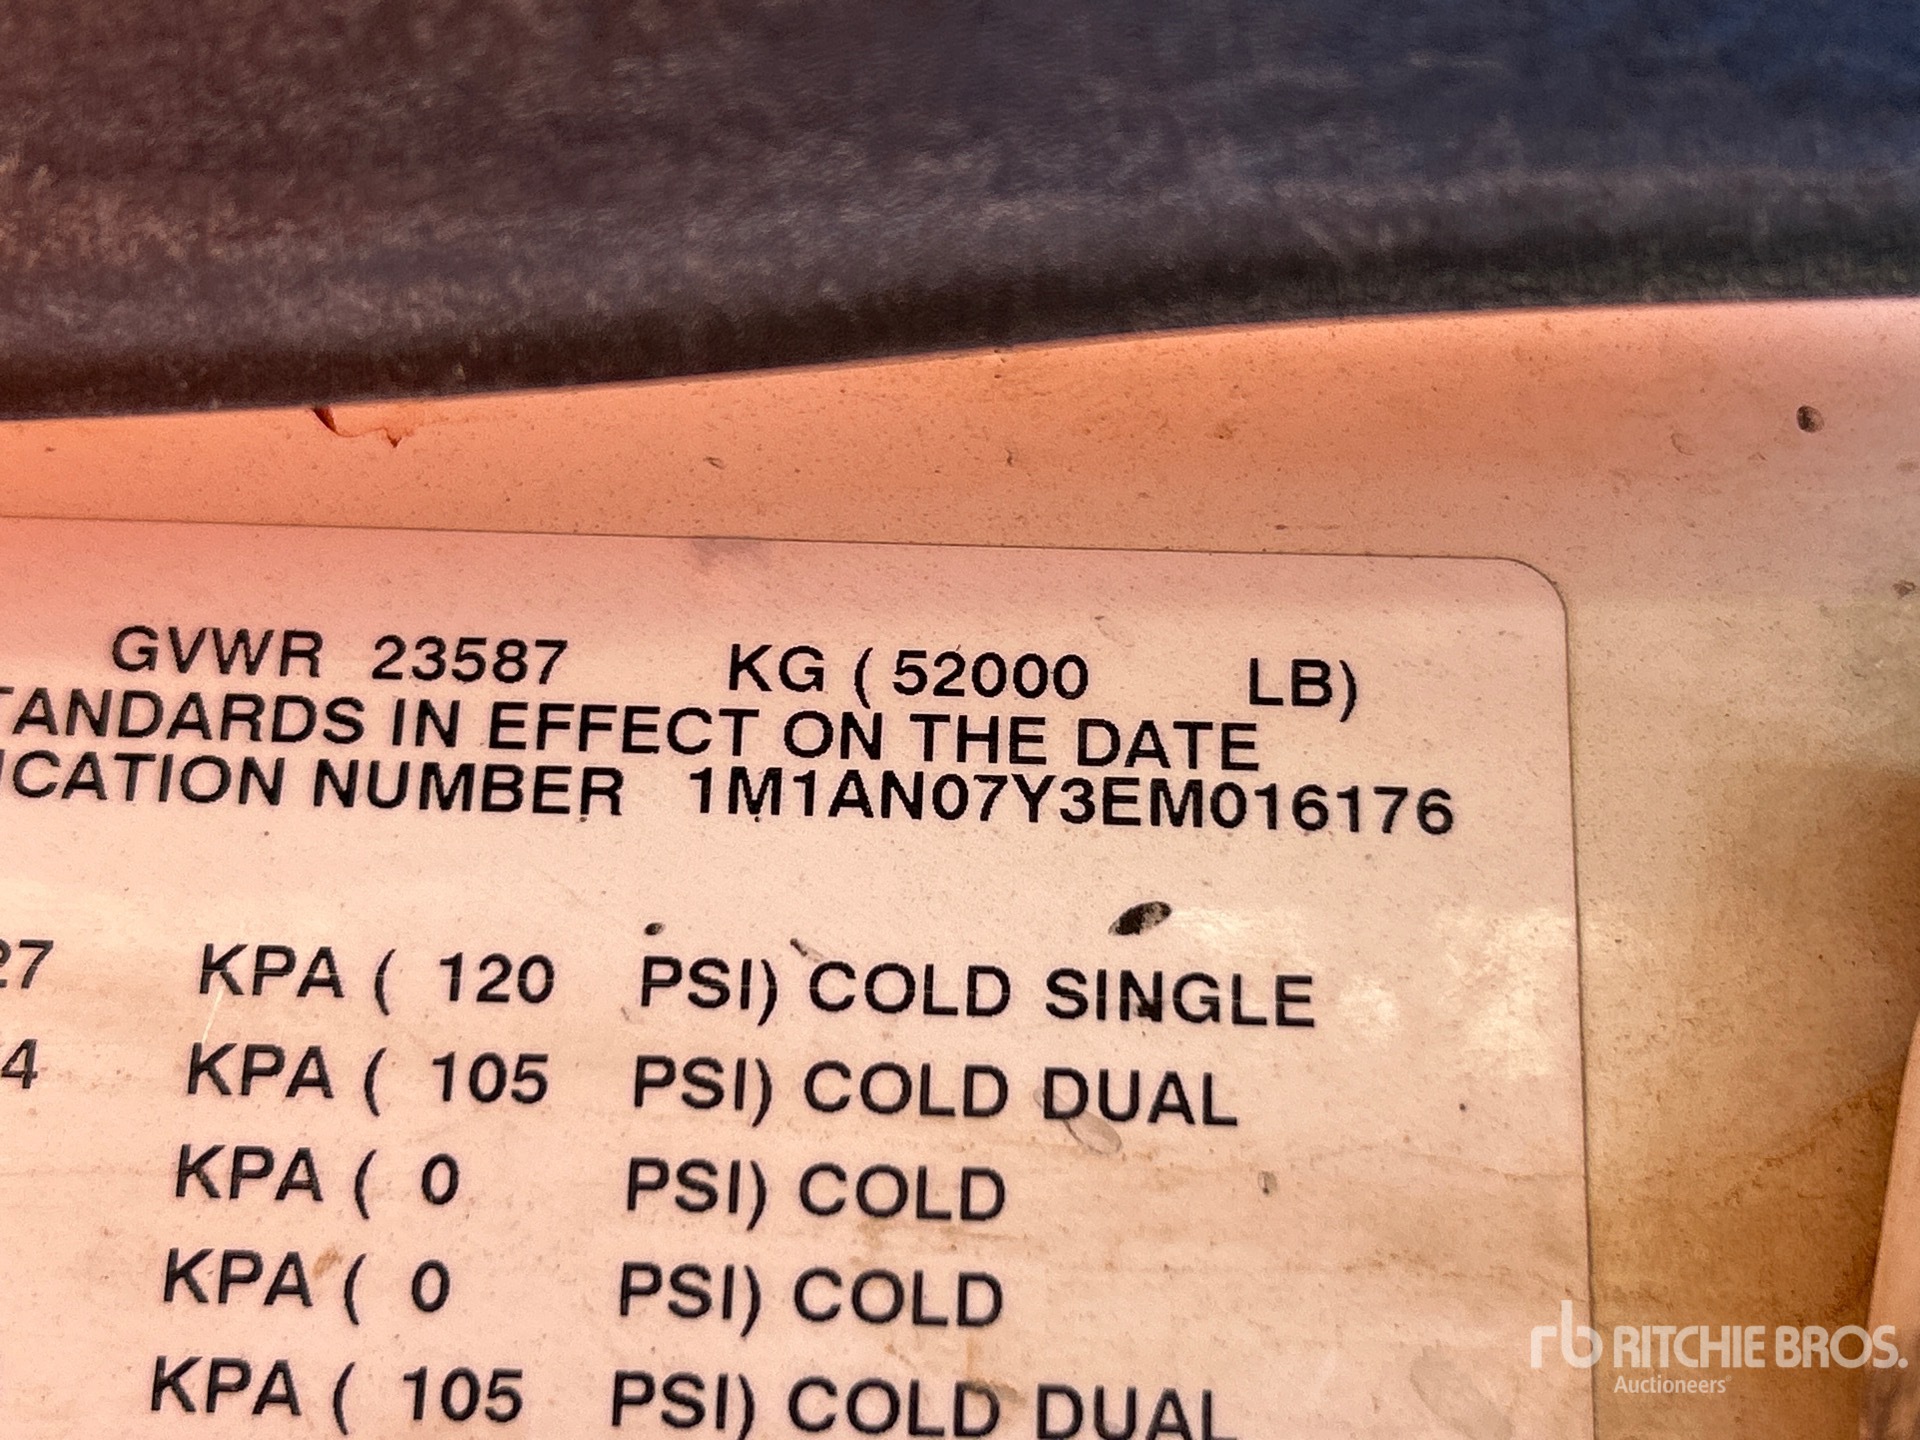 GVWR 23587 KG ( 52000 LB)
TANDARDS IN EFFECT ON THE DATE
ICATION NUMBER 1M1AN07Y3EM016176
27 KPA ( 120 PSI) COLD SINGLE
4 KPA ( 105 PSI) COLD DUAL
KPA ( 0 PSI) COLD
KPA ( 0 PSI) COLD
KPA ( 105 PSI) COLD DUAL
rb RITCHIE BROS.
Auctioneers